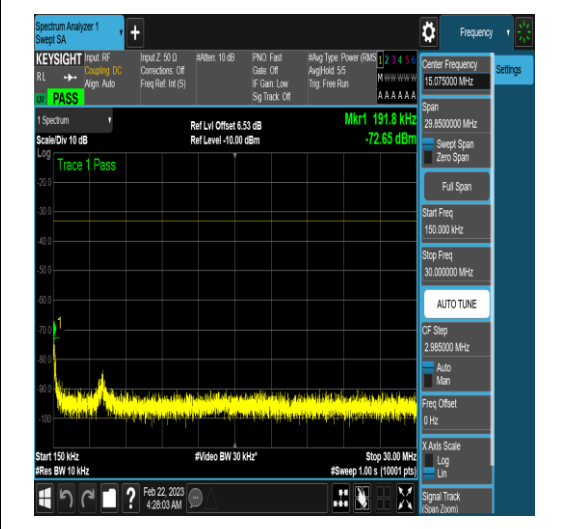 Spectrum Analyzer 1
Swept SA
+
Frequency
KEYSIGHT
RL
Input: RF
Coupling: DC
Align: Auto
Input Z: 50 Ω
Corrections: Off
Freq Ref: Int (S)
#Atten: 10 dB
PNO: Fast
Gate: Off
IF Gain: Low
Sig Track: Off
#Avg Type: Power (RMS
Avg|Hold: 5/5
Trig: Free Run
1 2 3 4 5 6
M W W W W W
A A A A A A
PASS
Center Frequency
15.075000 MHz
Settings
Span
29.8500000 MHz
Swept Span
Zero Span
Full Span
Start Freq
150.000 kHz
Stop Freq
30.000000 MHz
AUTO TUNE
CF Step
2.985000 MHz
Auto
Man
Freq Offset
0 Hz
X Axis Scale
Log
Lin
Signal Track
(Span Zoom)
1 Spectrum
Scale/Div 10 dB
Ref Lvl Offset 6.53 dB
Ref Level -10.00 dBm
Mkr1 191.8 kHz
-72.65 dBm
Log
Trace 1 Pass
-20.0
-30.0
-40.0
-50.0
-60.0
-70.0
-80.0
-90.0
-100
1
Start 150 kHz
#Res BW 10 kHz
#Video BW 30 kHz*
Stop 30.00 MHz
#Sweep 1.00 s (10001 pts)
?
Feb 22, 2023
4:28:03 AM